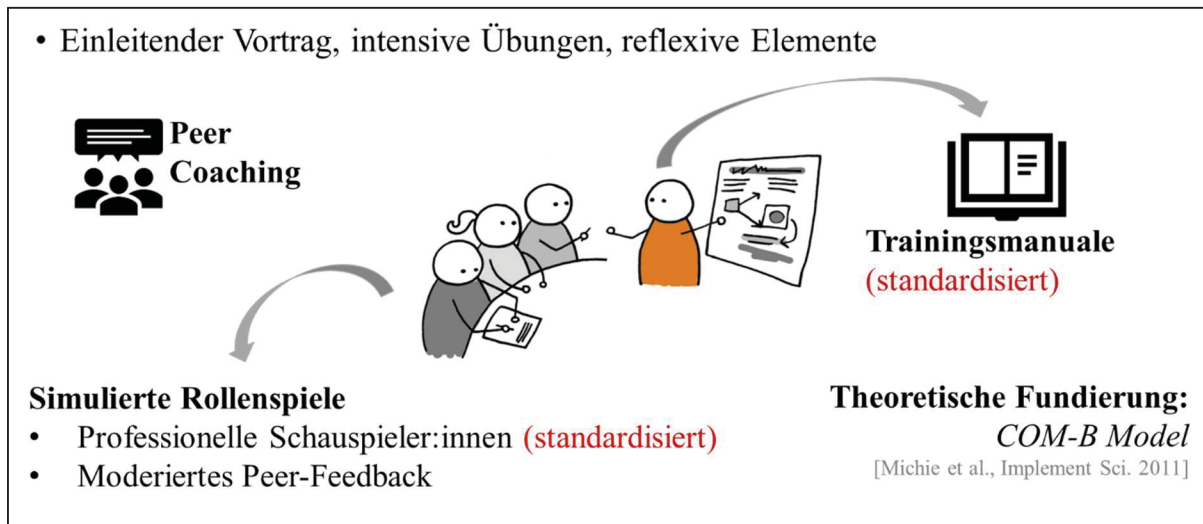 • Einleitender Vortrag, intensive Übungen, reflexive Elemente
Peer
Coaching
Trainingsmanuale
(standardisiert)
Simulierte Rollenspiele
• Professionelle Schauspieler:innen (standardisiert)
• Moderiertes Peer-Feedback
Theoretische Fundierung:
COM-B Model
[Michie et al., Implement Sci. 2011]